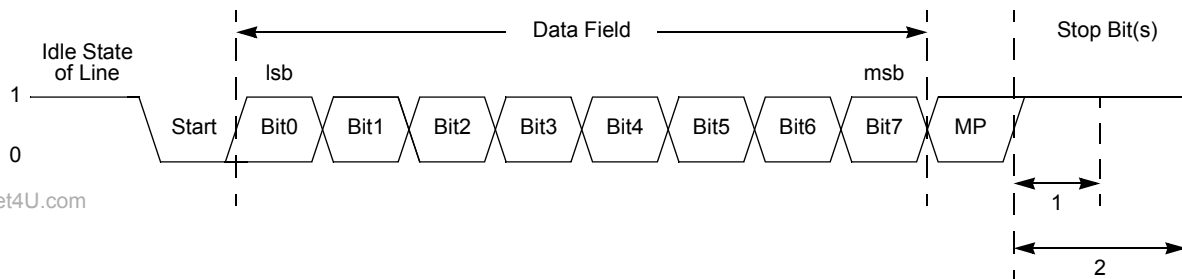 Data Field
Stop Bit(s)
Idle State
of Line
lsb
msb
1
Start
Bit0
Bit1
Bit2
Bit3
Bit4
Bit5
Bit6
Bit7
MP
0
et4U.com
1
2